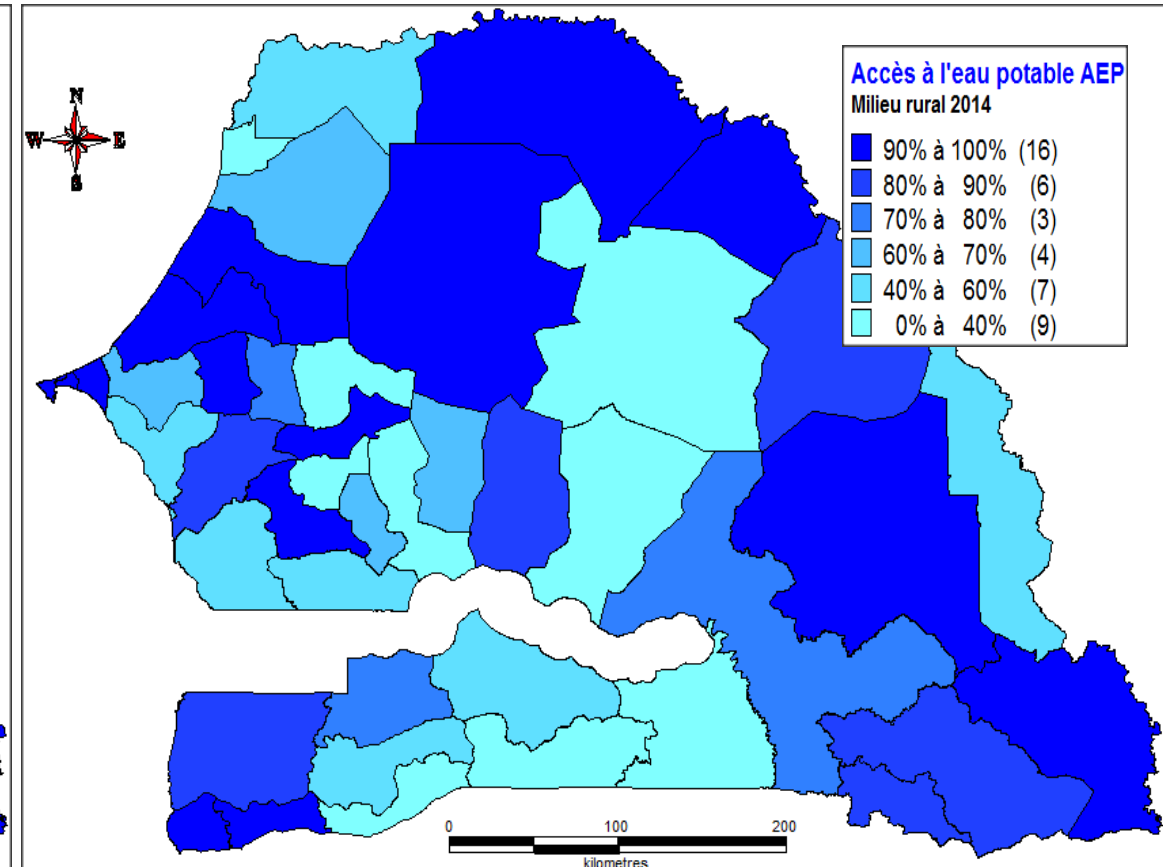 Accès à l'eau potable AEP
Milieu rural 2014
90% à 100% (16)
80% à 90% (6)
70% à 80% (3)
60% à 70% (4)
40% à 60% (7)
0% à 40% (9)
N
W E
S
0 100 200
kilometres